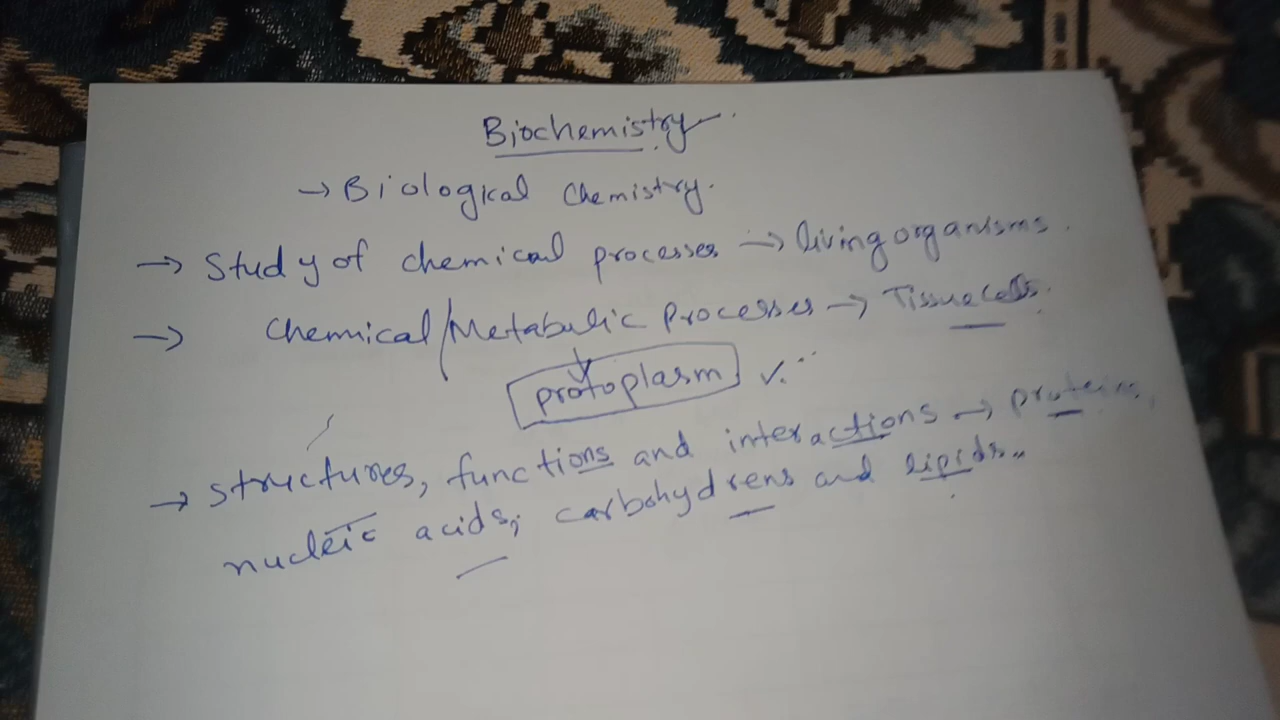 Biochemistry
→ Biological Chemistry.
→ Study of chemical processes → living organisms.
→ Chemical/Metabolic Processes → Tissue cells.
protoplasm ✓
→ structures, functions and interactions → proteins,
nucleic acids, carbohydrens and lipids..